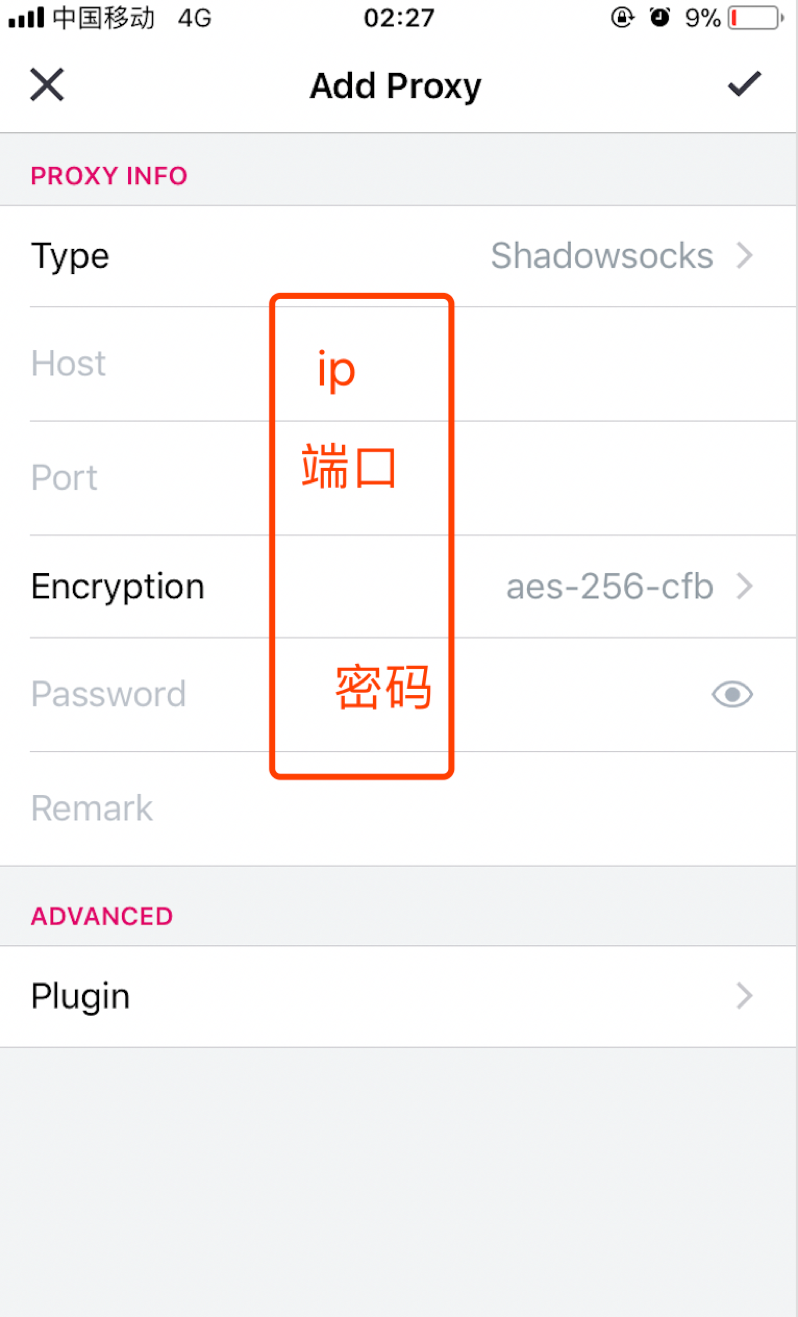 中国移动 4G 02:27 9%
Add Proxy
PROXY INFO
Type Shadowsocks
Host ip
Port 端口
Encryption aes-256-cfb
Password 密码
Remark
ADVANCED
Plugin